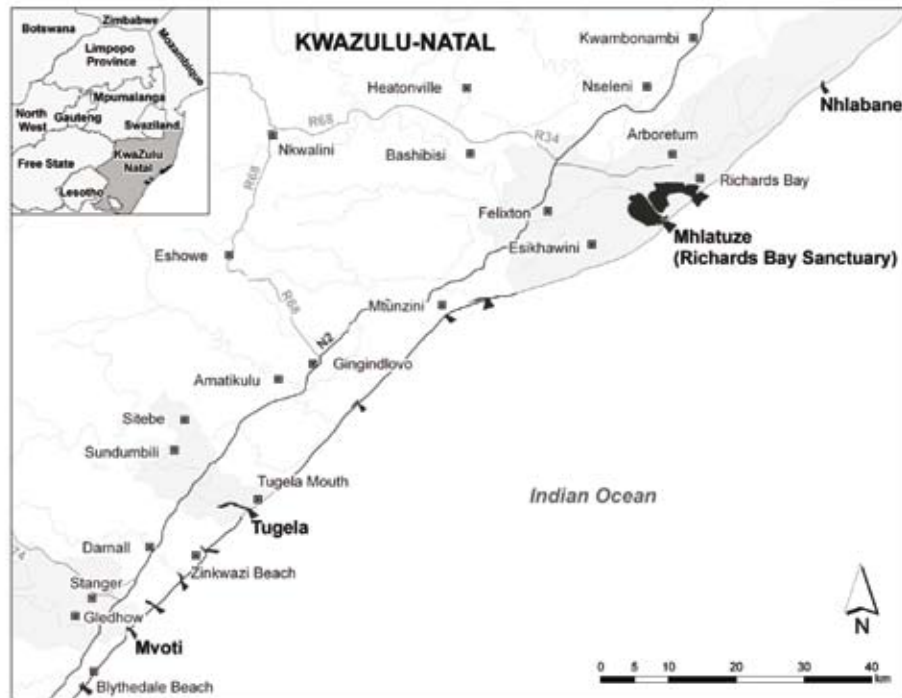 Zimbabwe
Botswana
Mozambique
Limpopo
Province
Mpumalanga
North
West
Gauteng
Swaziland
Free State
KwaZulu
Natal
Lesotho
KWAZULU-NATAL
Kwambonambi
Heatonville
Nseleni
Nhlabane
R68
R34
Arboretum
Nkwalini
Bashibisi
Richards Bay
R68
Felixton
Mhlatuze
(Richards Bay Sanctuary)
Esikhawini
Eshowe
R68
Mtunzini
N2
Gingindlovo
Amatikulu
Sitebe
Sundumbili
Tugela Mouth
Indian Ocean
Tugela
Darnall
Zinkwazi Beach
74
Stanger
Gledhow
Mvoti
N
Blythedale Beach
0 5 10 20 30 40
km